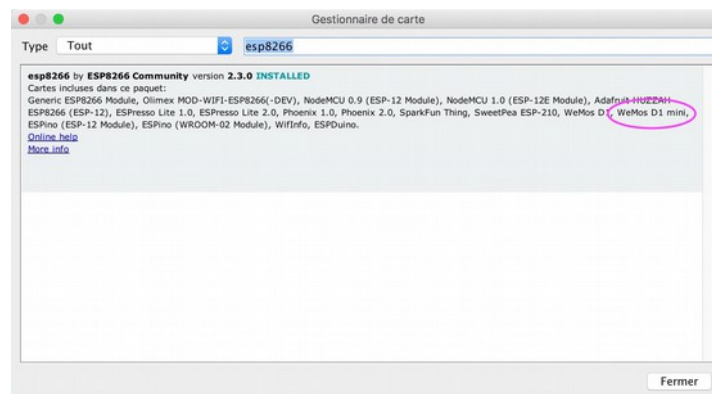 Gestionnaire de carte
Type Tout esp8266
esp8266 by ESP8266 Community version 2.3.0 INSTALLED
Cartes incluses dans ce paquet:
Generic ESP8266 Module, Olimex MOD-WIFI-ESP8266(-DEV), NodeMCU 0.9 (ESP-12 Module), NodeMCU 1.0 (ESP-12E Module), Adafruit HUZZAH
ESP8266 (ESP-12), ESPresso Lite 1.0, ESPresso Lite 2.0, Phoenix 1.0, Phoenix 2.0, SparkFun Thing, SweetPea ESP-210, WeMos D1, WeMos D1 mini,
ESPino (ESP-12 Module), ESPino (WROOM-02 Module), WifInfo, ESPDuino.
Online help
More info
Fermer